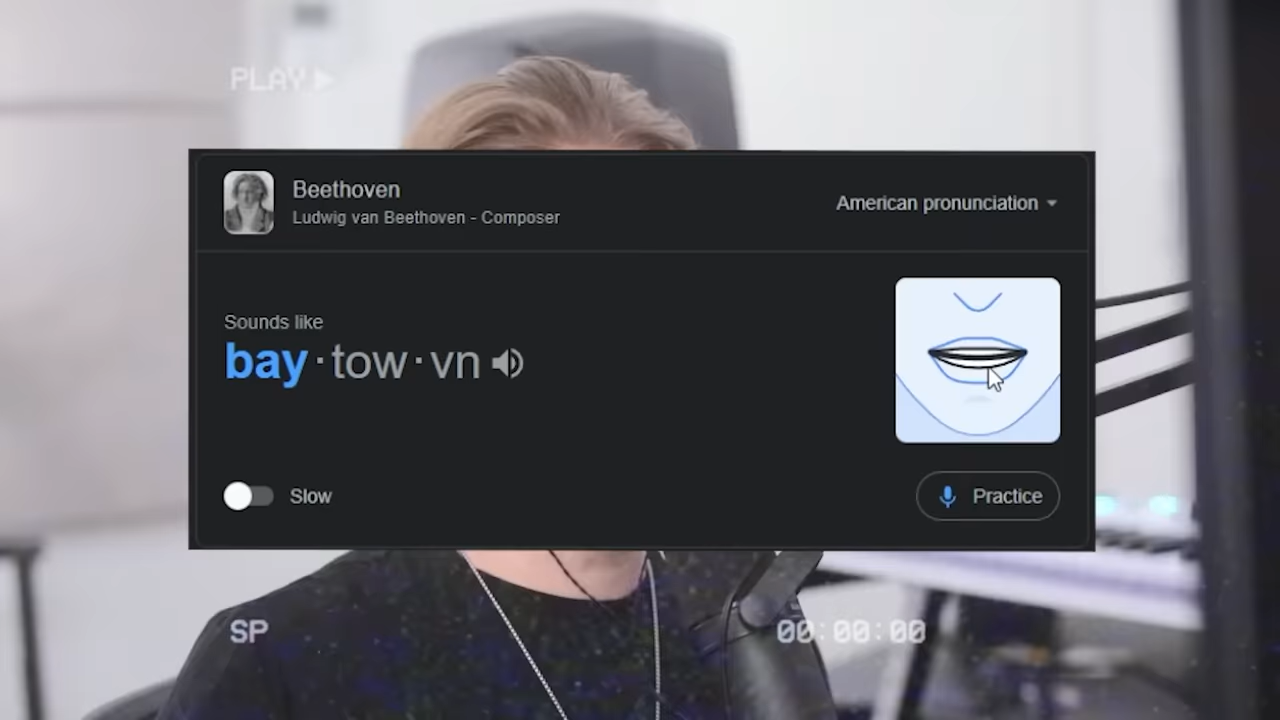 PLAY
Beethoven
Ludwig van Beethoven - Composer
American pronunciation
Sounds like
bay·tow·vn
Slow
Practice
SP
00:00:00